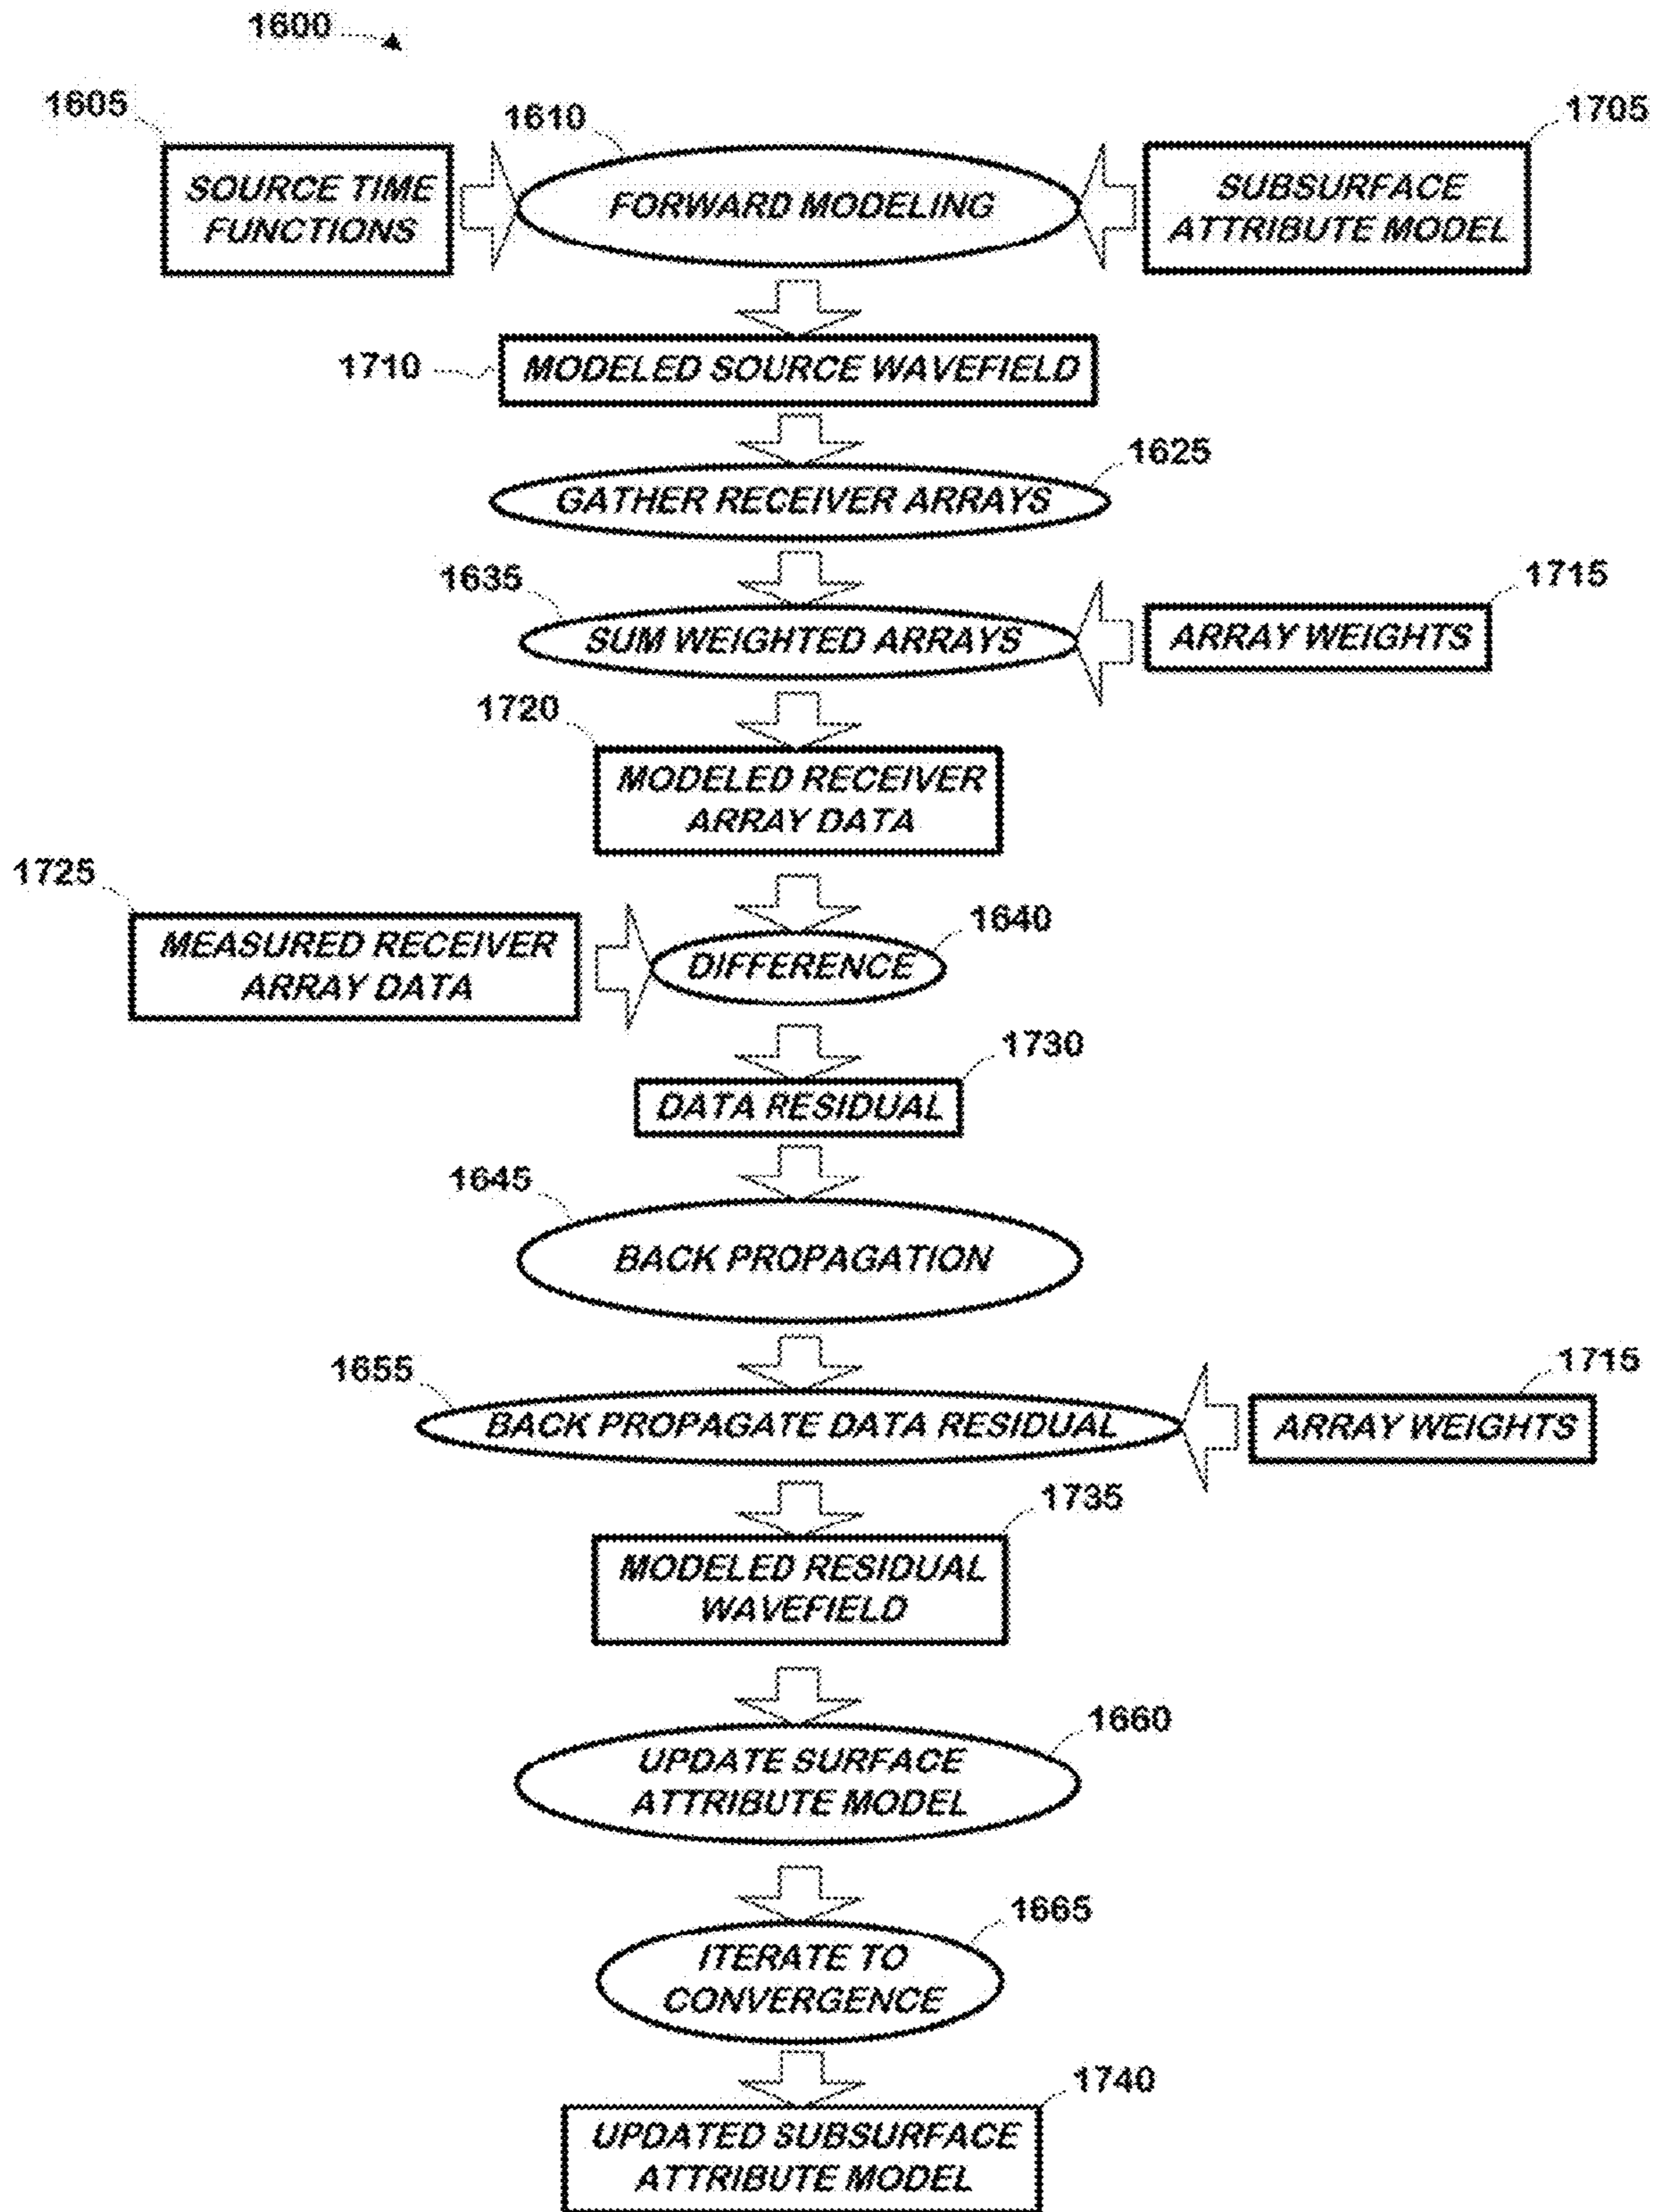 1600
1605
1610
1705
SOURCE TIME
FUNCTIONS
FORWARD MODELING
SUBSURFACE
ATTRIBUTE MODEL
1710
MODELED SOURCE WAVEFIELD
1625
GATHER RECEIVER ARRAYS
1635
1715
SUM WEIGHTED ARRAYS
ARRAY WEIGHTS
1720
MODELED RECEIVER
ARRAY DATA
1725
MEASURED RECEIVER
ARRAY DATA
1640
DIFFERENCE
1730
DATA RESIDUAL
1645
BACK PROPAGATION
1655
1715
BACK PROPAGATE DATA RESIDUAL
ARRAY WEIGHTS
1735
MODELED RESIDUAL
WAVEFIELD
1660
UPDATE SURFACE
ATTRIBUTE MODEL
1665
ITERATE TO
CONVERGENCE
1740
UPDATED SUBSURFACE
ATTRIBUTE MODEL